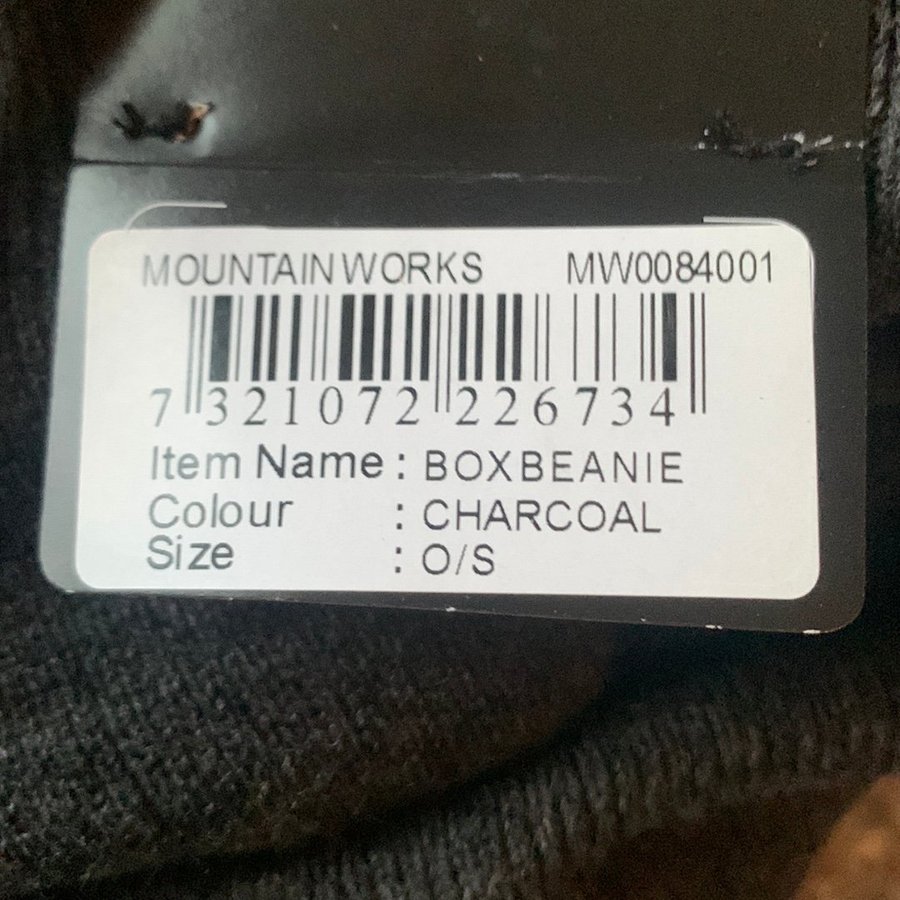 MOUNTAIN WORKS MW0084001
7 321072 226734
Item Name : BOXBEANIE
Colour : CHARCOAL
Size : O/S